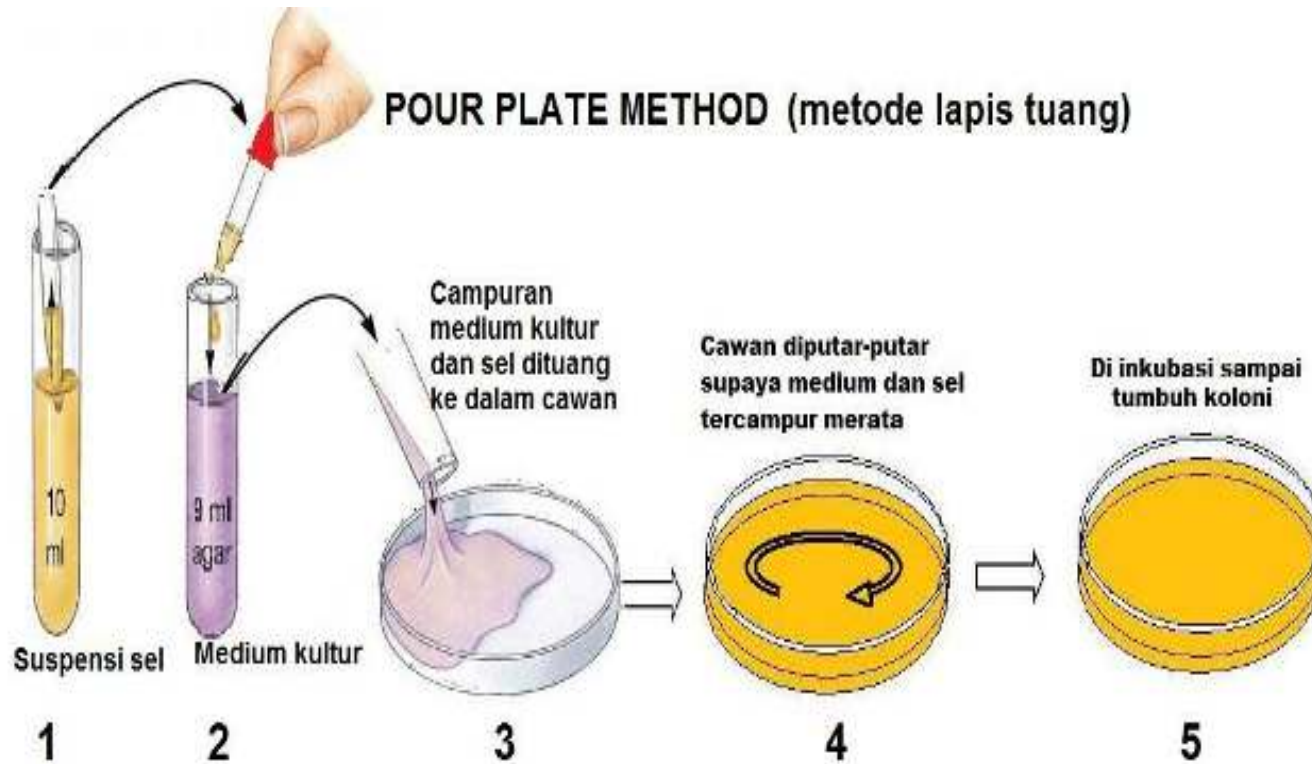 POUR PLATE METHOD (metode lapis tuang)
Campuran
medium kultur
dan sel dituang
ke dalam cawan
Cawan diputar-putar
supaya medium dan sel
tercampur merata
Di inkubasi sampai
tumbuh koloni
10
ml
9 ml
agar
Suspensi sel
Medium kultur
1
2
3
4
5